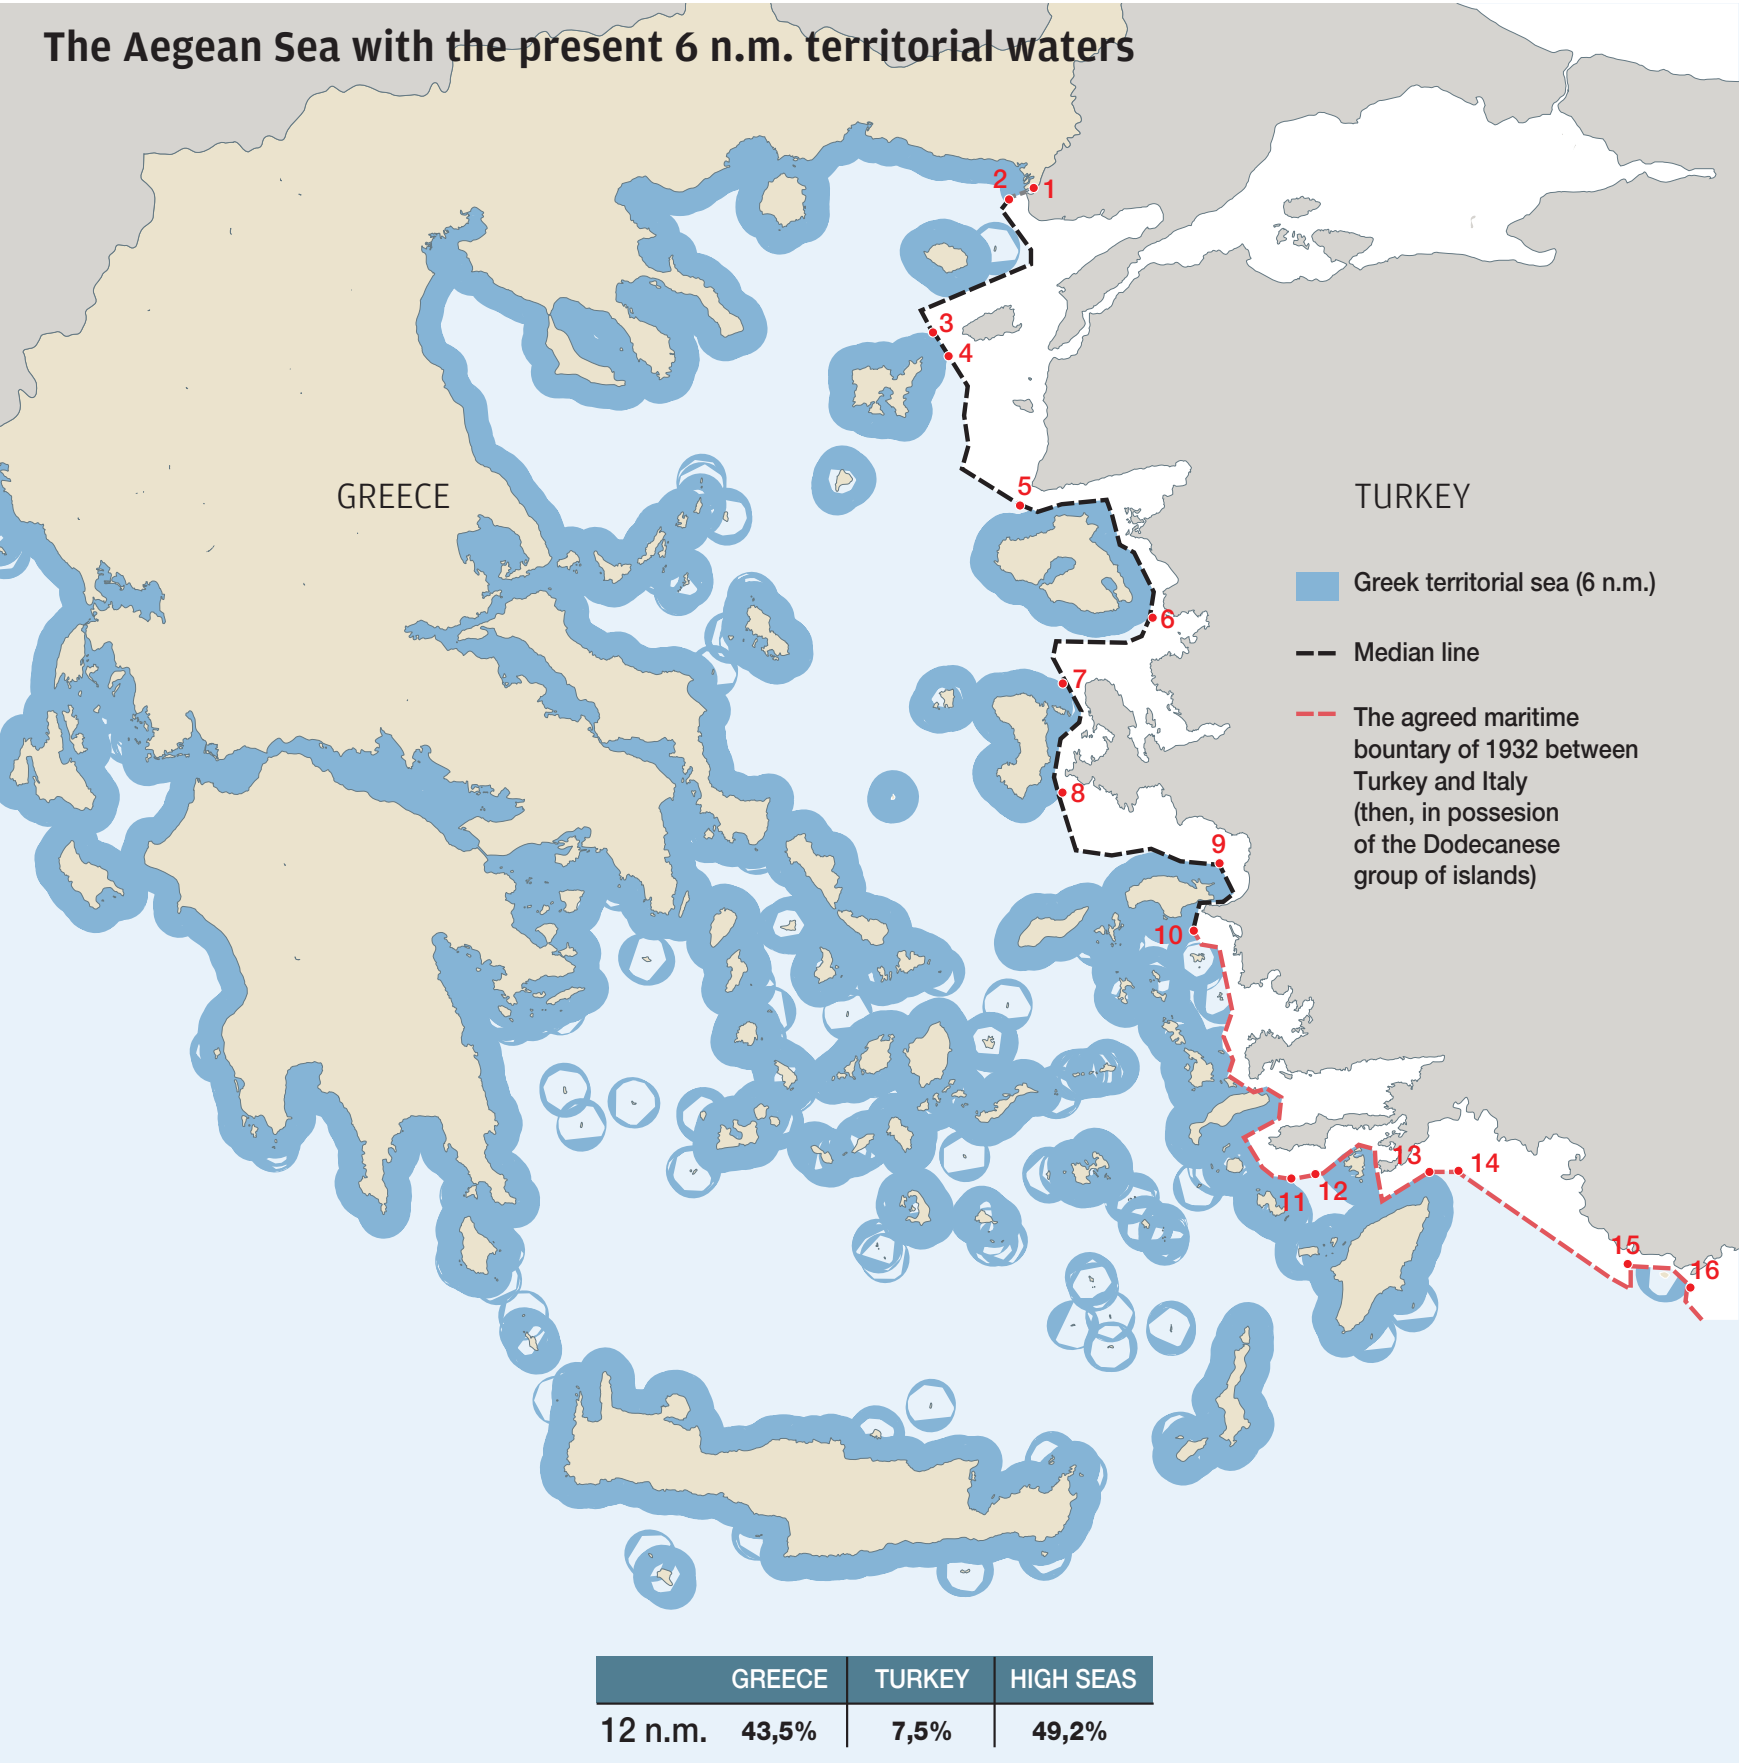 The Aegean Sea with the present 6 n.m. territorial waters
2
1
3
4
GREECE
5
TURKEY
Greek territorial sea (6 n.m.)
6
Median line
7
The agreed maritime
bountary of 1932 between
Turkey and Italy
(then, in possesion
of the Dodecanese
group of islands)
8
9
10
13
14
12
11
15
16
GREECE TURKEY HIGH SEAS
12 n.m. 43,5% 7,5% 49,2%